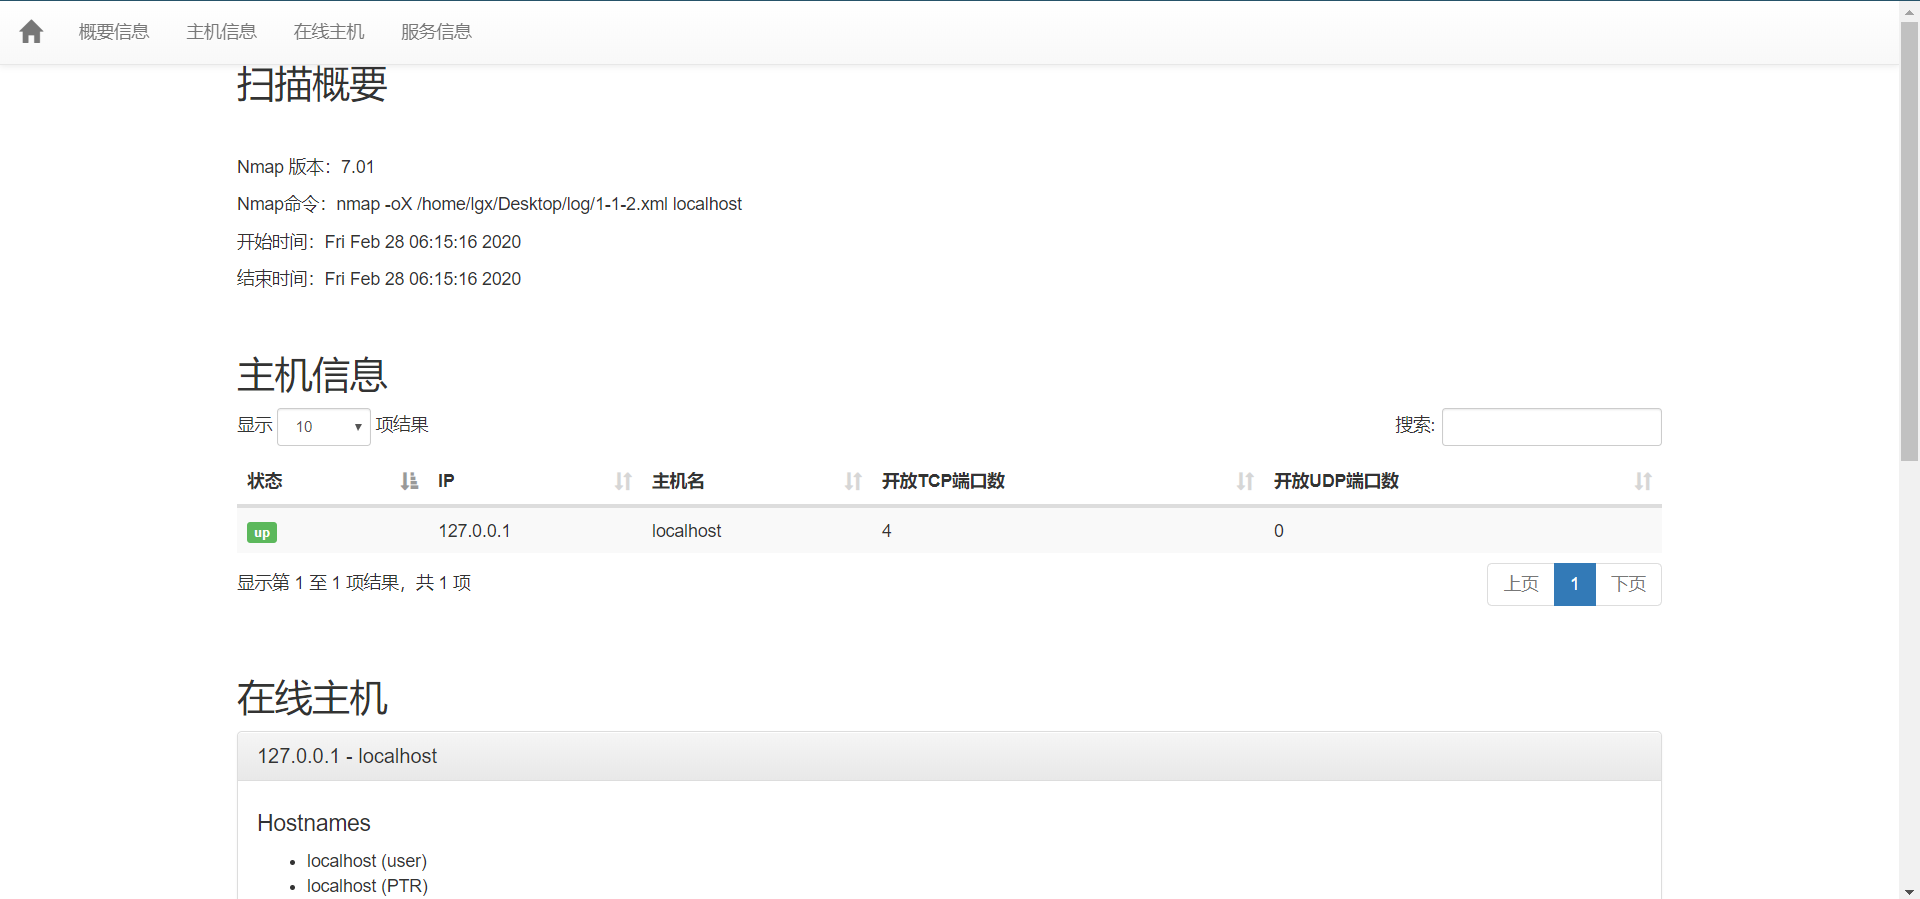 概要信息 主机信息 在线主机 服务信息
扫描概要
Nmap 版本：7.01
Nmap命令：nmap -oX /home/lgx/Desktop/log/1-1-2.xml localhost
开始时间：Fri Feb 28 06:15:16 2020
结束时间：Fri Feb 28 06:15:16 2020
主机信息
显示 10 项结果 搜索:
状态 IP 主机名 开放TCP端口数 开放UDP端口数
up 127.0.0.1 localhost 4 0
显示第 1 至 1 项结果，共 1 项 上页 1 下页
在线主机
127.0.0.1 - localhost
Hostnames
localhost (user)
localhost (PTR)